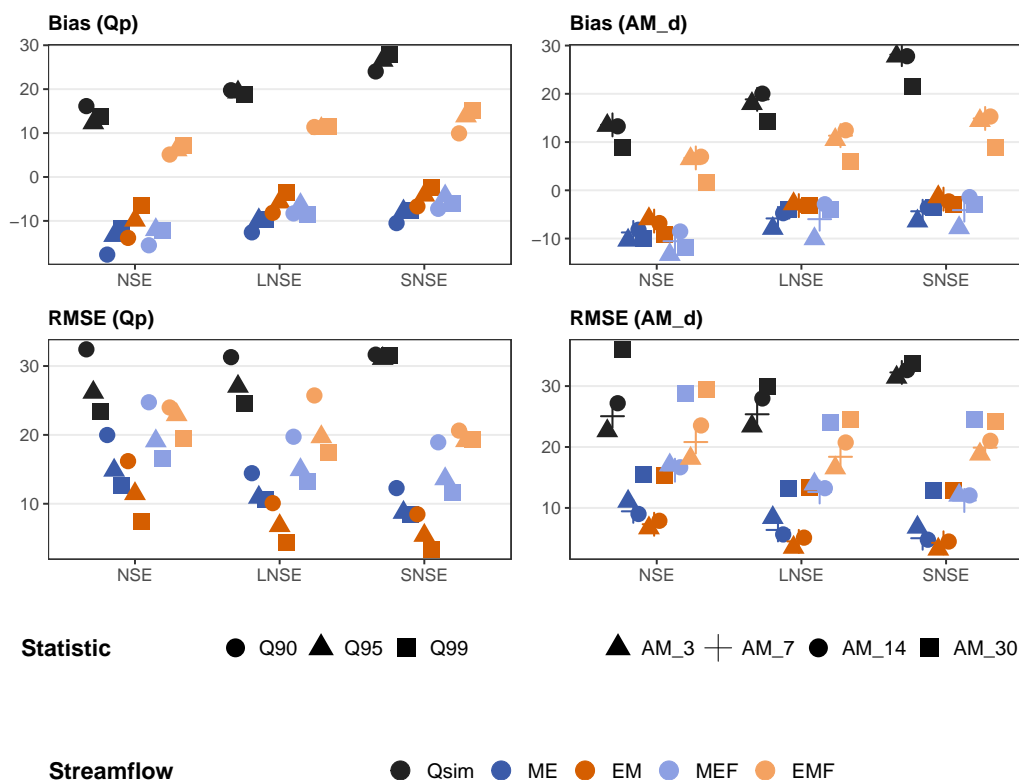 Bias (Qp)
30
20
10
0
−10
NSE LNSE SNSE
Bias (AM_d)
30
20
10
0
−10
NSE LNSE SNSE
RMSE (Qp)
30
20
10
NSE LNSE SNSE
RMSE (AM_d)
30
20
10
NSE LNSE SNSE
Statistic Q90 Q95 Q99 AM_3 AM_7 AM_14 AM_30
Streamflow Qsim ME EM MEF EMF